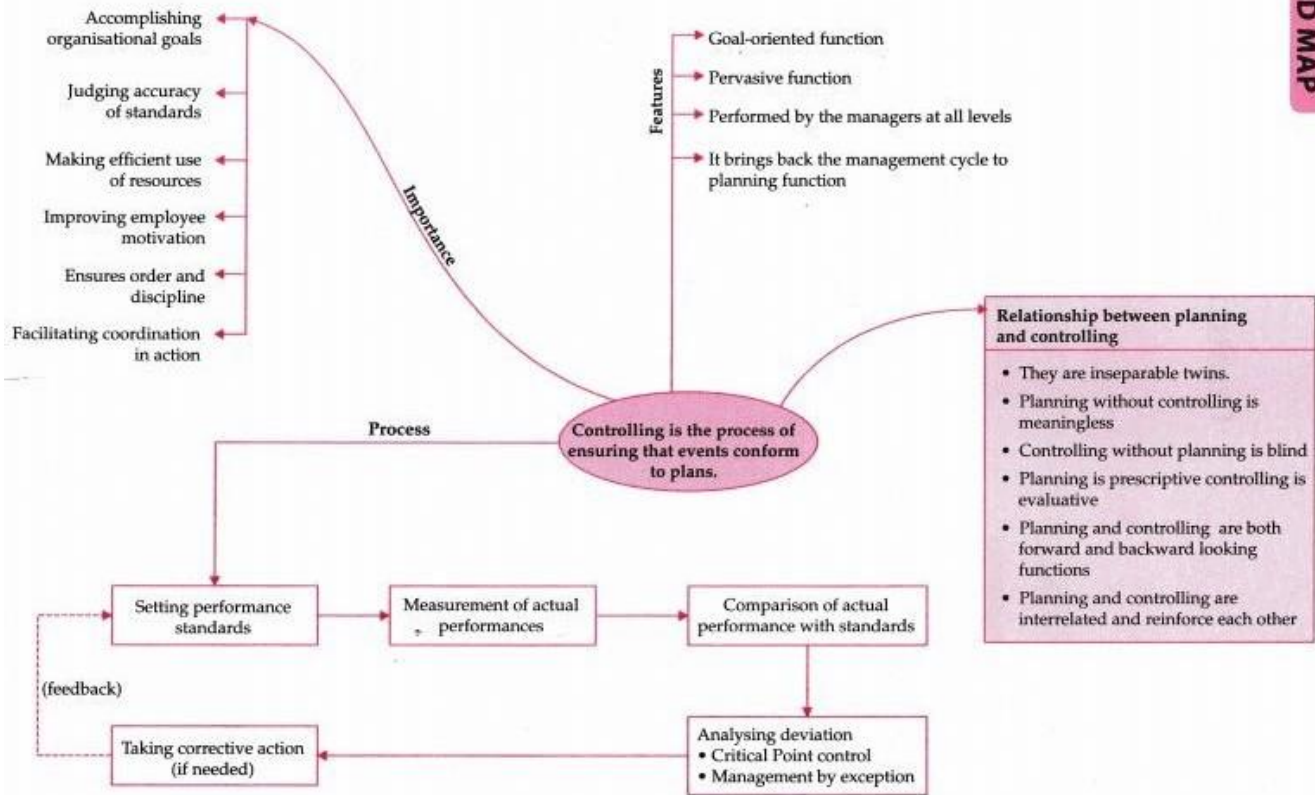 D MAP
Accomplishing
organisational goals
Judging accuracy
of standards
Making efficient use
of resources
Improving employee
motivation
Ensures order and
discipline
Facilitating coordination
in action
Importance
Features
Goal-oriented function
Pervasive function
Performed by the managers at all levels
It brings back the management cycle to
planning function
Relationship between planning
and controlling
• They are inseparable twins.
• Planning without controlling is
meaningless
• Controlling without planning is blind
• Planning is prescriptive controlling is
evaluative
• Planning and controlling are both
forward and backward looking
functions
• Planning and controlling are
interrelated and reinforce each other
Controlling is the process of
ensuring that events conform
to plans.
Process
Setting performance
standards
Measurement of actual
performances
Comparison of actual
performance with standards
Analysing deviation
• Critical Point control
• Management by exception
Taking corrective action
(if needed)
(feedback)